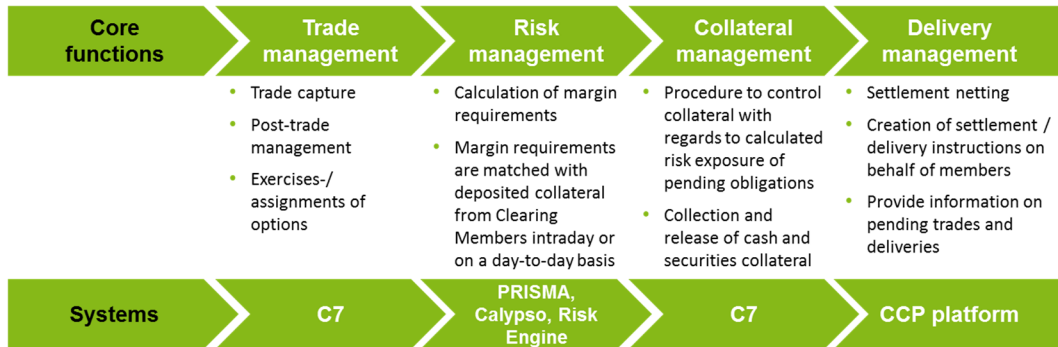 Core
functions
Trade
management
Risk
management
Collateral
management
Delivery
management
• Trade capture
• Post-trade
management
• Exercises-/
assignments of
options
• Calculation of margin
requirements
• Margin requirements
are matched with
deposited collateral
from Clearing
Members intraday or
on a day-to-day basis
• Procedure to control
collateral with
regards to calculated
risk exposure of
pending obligations
• Collection and
release of cash and
securities collateral
• Settlement netting
• Creation of settlement /
delivery instructions on
behalf of members
• Provide information on
pending trades and
deliveries
Systems
C7
PRISMA,
Calypso, Risk
Engine
C7
CCP platform